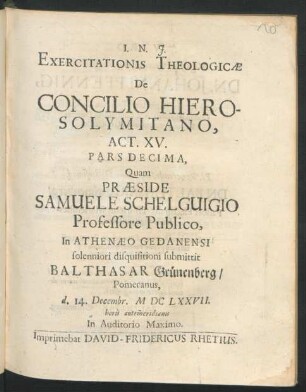 I. N. J.
EXERCITATIONIS THEOLOGICÆ
De
CONCILIO HIERO-
SOLYMITANO,
ACT. XV.
PARS DECIMA,
Quam
PRÆSIDE
SAMUELE SCHELGUIGIO
Professore Publico,
In ATHENÆO GEDANENSI
solenniori disquisitioni submittit
BALTHASAR Grünenberg/
Pomeranus,
d. 14. Decembr. M DC LXXVII.
horis antemeridianis
In Auditorio Maximo.
Imprimebat DAVID-FRIDERICUS RHETIUS.